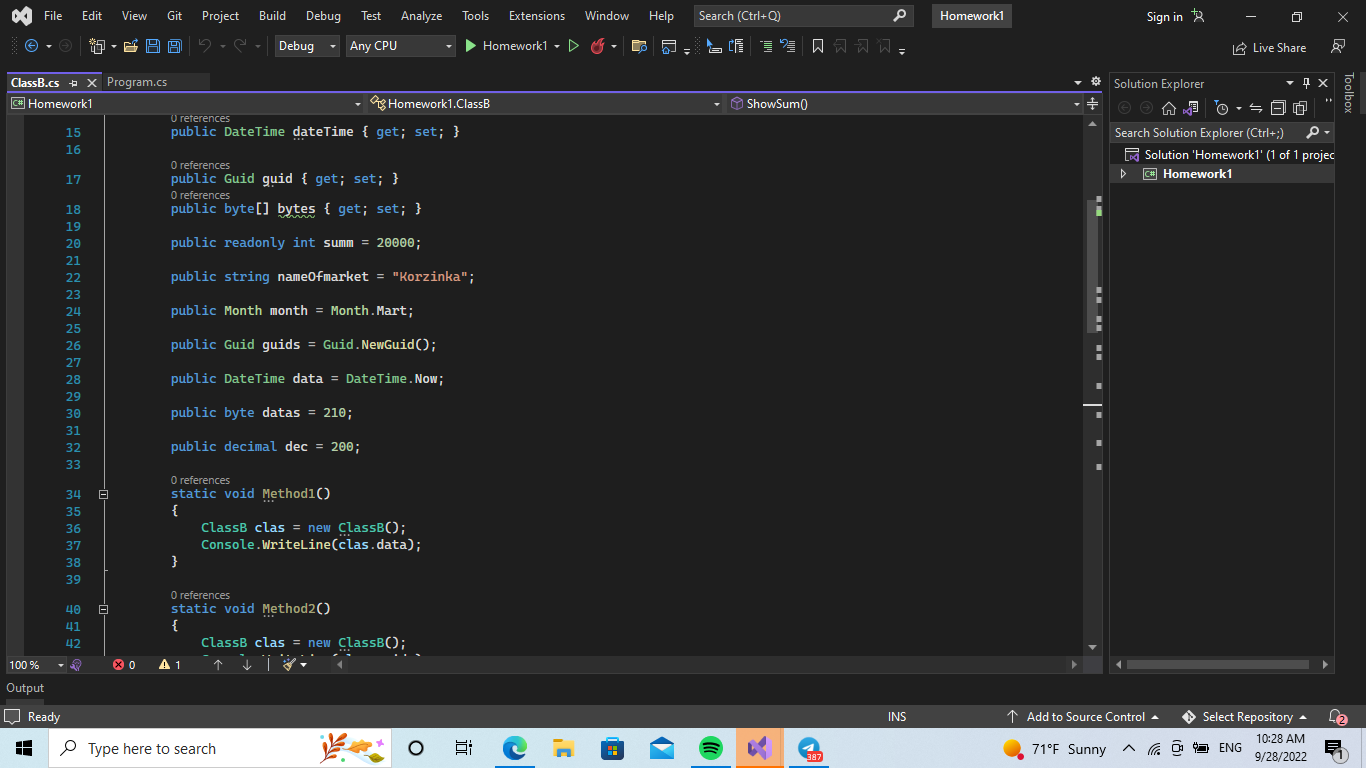 File Edit View Git Project Build Debug Test Analyze Tools Extensions Window Help Search (Ctrl+Q) Homework1 Sign in
Debug Any CPU Homework1 Live Share
ClassB.cs Program.cs
Homework1 Homework1.ClassB ShowSum()
0 references
15 public DateTime dateTime { get; set; }
16
0 references
17 public Guid guid { get; set; }
0 references
18 public byte[] bytes { get; set; }
19
20 public readonly int summ = 20000;
21
22 public string nameOfmarket = "Korzinka";
23
24 public Month month = Month.Mart;
25
26 public Guid guids = Guid.NewGuid();
27
28 public DateTime data = DateTime.Now;
29
30 public byte datas = 210;
31
32 public decimal dec = 200;
33
0 references
34 static void Method1()
35 {
36 ClassB clas = new ClassB();
37 Console.WriteLine(clas.data);
38 }
39
0 references
40 static void Method2()
41 {
42 ClassB clas = new ClassB();
100 % 0 1
Solution Explorer
Search Solution Explorer (Ctrl+;)
Solution 'Homework1' (1 of 1 projec
C# Homework1
Toolbox
Output
Ready INS Add to Source Control Select Repository 2
Type here to search 387 71°F Sunny ENG 10:28 AM
9/28/2022 1